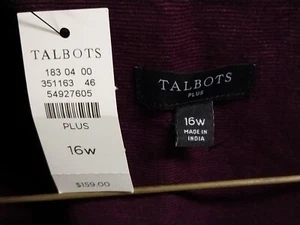 TALBOTS
183 04 00
351163 46
54927605
PLUS
16w
$159.00
TALBOTS
PLUS
16w
MADE IN
INDIA